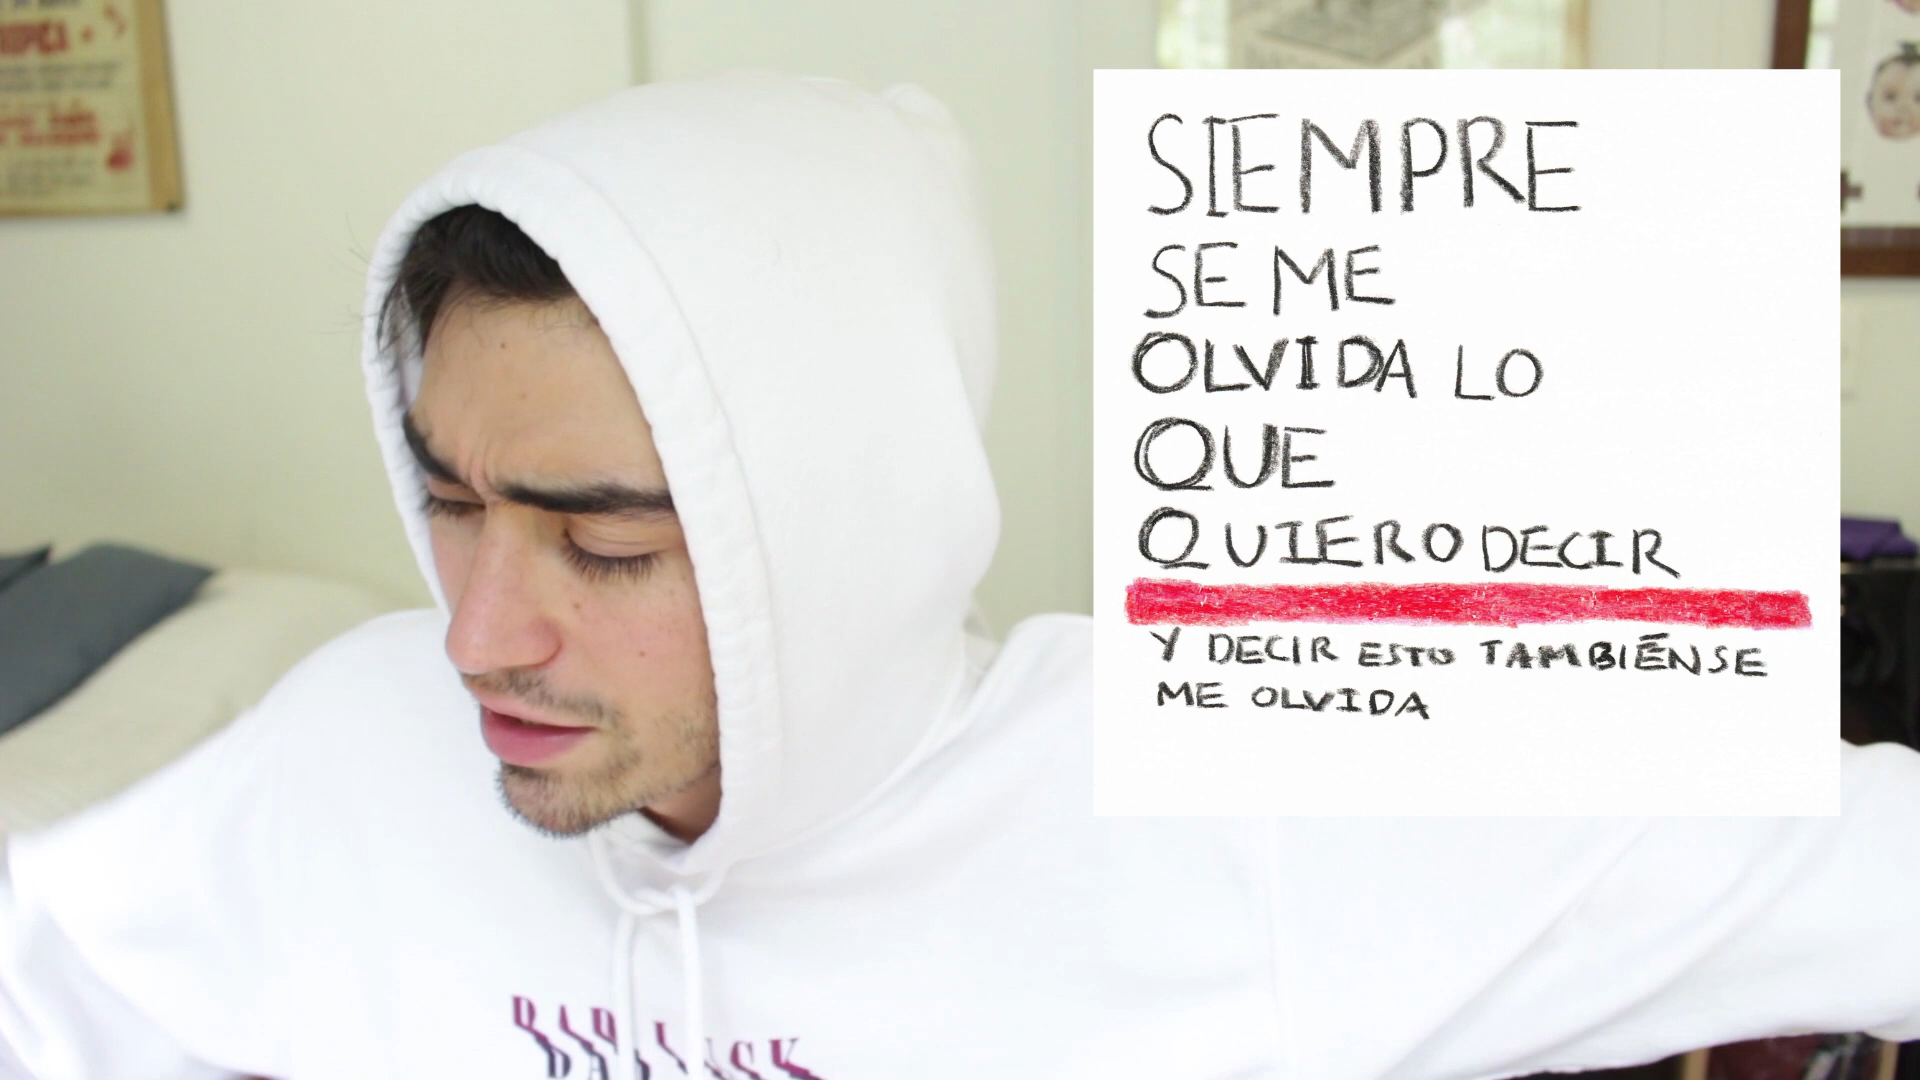 SIEMPRE
SE ME
OLVIDA LO
QUE
QUIERO DECIR
Y DECIR ESTO TAMBIÉN SE
ME OLVIDA